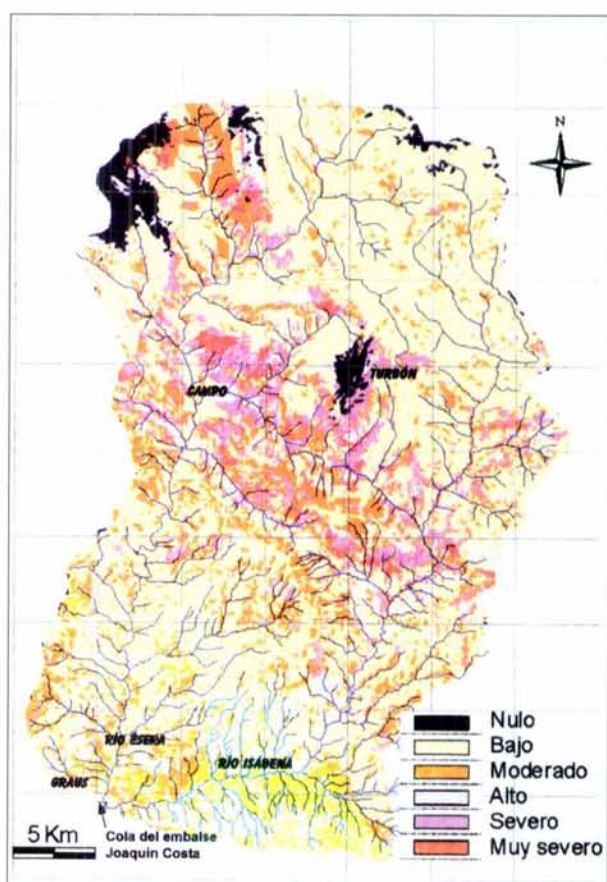 N
TURBÓN
CAMPO
RÍO ÉSERA
RÍO ISÁBENA
GRAUS
Nulo
Bajo
Moderado
Alto
Severo
Muy severo
5 Km
Cola del embalse
Joaquín Costa